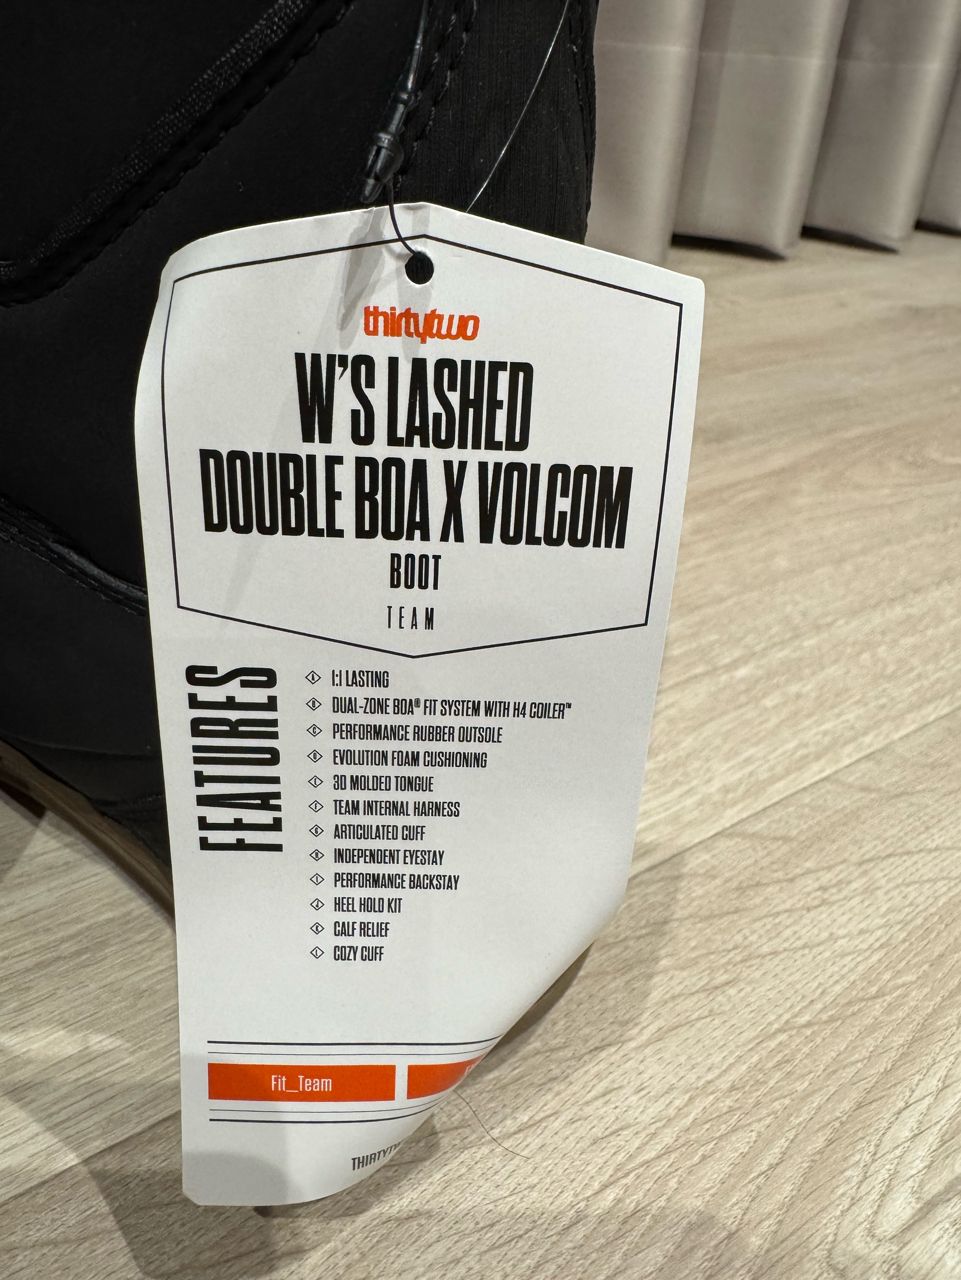 thirtytwo
W'S LASHED
DOUBLE BOA X VOLCOM
BOOT
TEAM
FEATURES
A 1:1 LASTING
B DUAL-ZONE BOA® FIT SYSTEM WITH H4 COILER™
C PERFORMANCE RUBBER OUTSOLE
D EVOLUTION FOAM CUSHIONING
E 3D MOLDED TONGUE
F TEAM INTERNAL HARNESS
G ARTICULATED CUFF
H INDEPENDENT EYESTAY
I PERFORMANCE BACKSTAY
J HEEL HOLD KIT
K CALF RELIEF
L COZY CUFF
Fit_Team